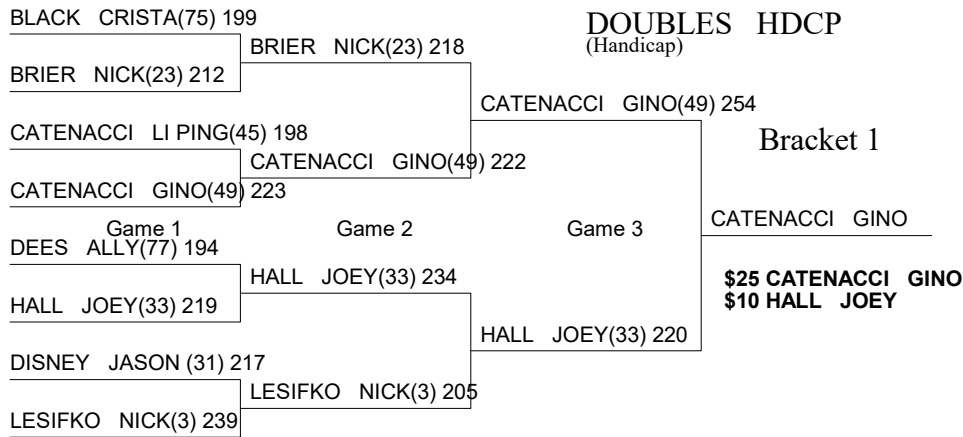 BLACK CRISTA(75) 199
DOUBLES HDCP
(Handicap)
BRIER NICK(23) 218
BRIER NICK(23) 212
CATENACCI GINO(49) 254
CATENACCI LI PING(45) 198
Bracket 1
CATENACCI GINO(49) 222
CATENACCI GINO(49) 223
Game 1 Game 2 Game 3
CATENACCI GINO
DEES ALLY(77) 194
HALL JOEY(33) 234
$25 CATENACCI GINO
$10 HALL JOEY
HALL JOEY(33) 219
HALL JOEY(33) 220
DISNEY JASON (31) 217
LESIFKO NICK(3) 205
LESIFKO NICK(3) 239